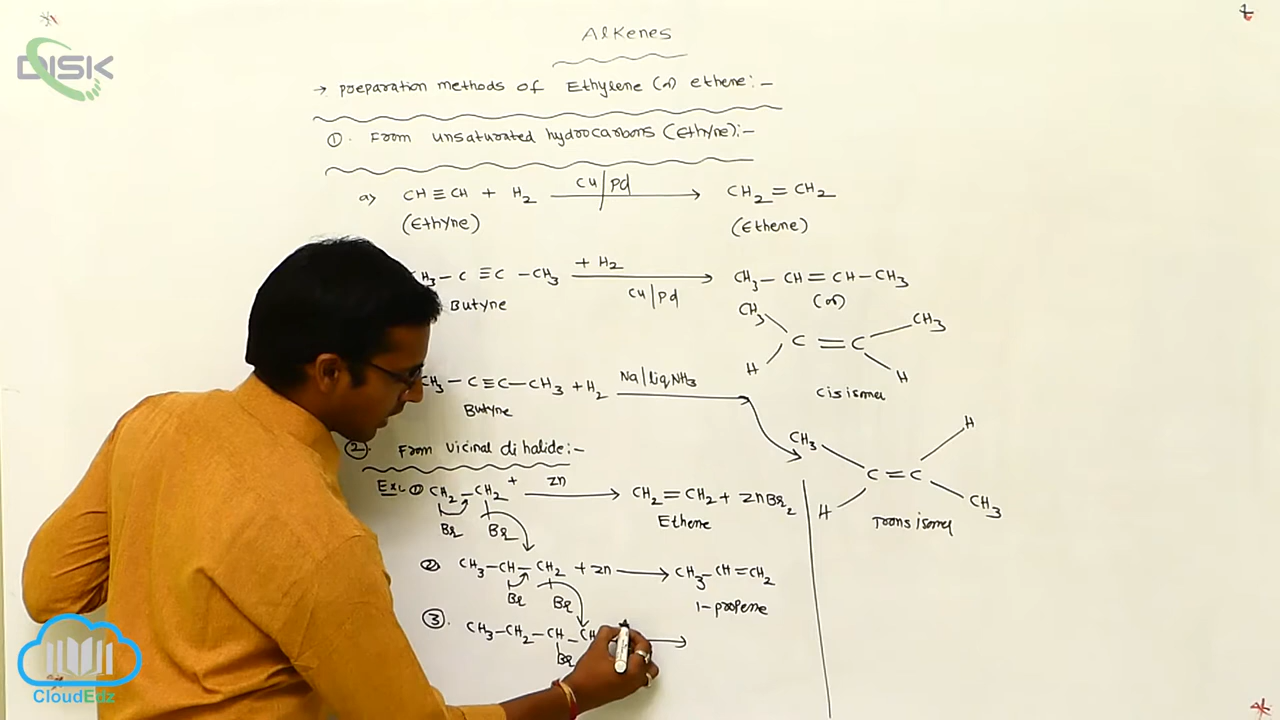 DISK
Alkenes
→ preparation methods of Ethylene (or) ethene:-
①. From unsaturated hydrocarbons (Ethyne):-
a) CH≡CH + H2 Cu/Pd → CH2=CH2
(Ethyne) (Ethene)
H3-C≡C-CH3 + H2 Cu/Pd → CH3-CH=CH-CH3
Butyne (or)
CH3 CH3
C=C
H H
cis isomer
H3-C≡C-CH3 + H2 Na/liq NH3 →
Butyne
CH3 H
C=C
H CH3
Trans isomer
②. From vicinal di halide:-
Ex: ① CH2-CH2 + Zn → CH2=CH2 + ZnBr2
Br Br Ethene
② CH3-CH-CH2 + Zn → CH3-CH=CH2
Br Br 1-propene
③. CH3-CH2-CH-CH →
Br
CloudEdz